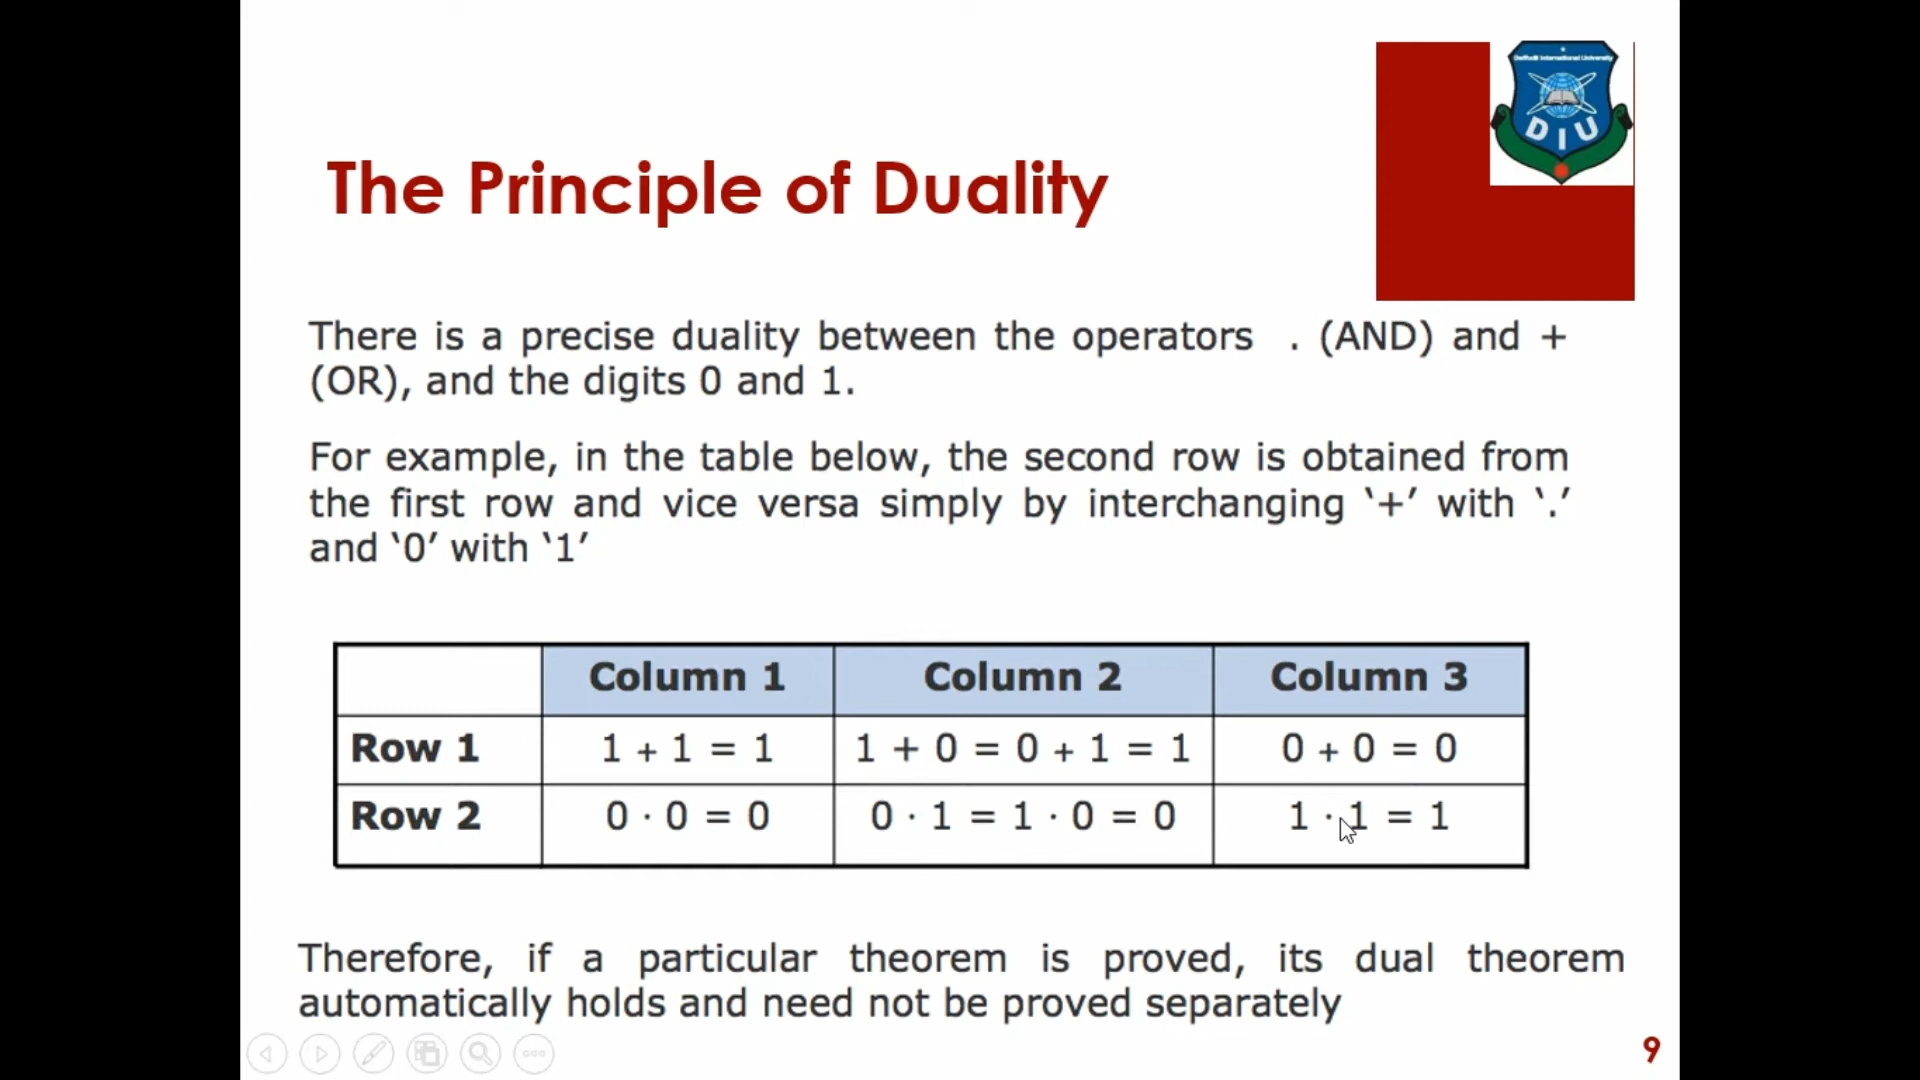 Daffodil International University
DIU
The Principle of Duality
There is a precise duality between the operators . (AND) and +
(OR), and the digits 0 and 1.
For example, in the table below, the second row is obtained from
the first row and vice versa simply by interchanging ‘+’ with ‘.’
and ‘0’ with ‘1’
Column 1 Column 2 Column 3
Row 1 1 + 1 = 1 1 + 0 = 0 + 1 = 1 0 + 0 = 0
Row 2 0 · 0 = 0 0 · 1 = 1 · 0 = 0 1 · 1 = 1
Therefore, if a particular theorem is proved, its dual theorem
automatically holds and need not be proved separately
9